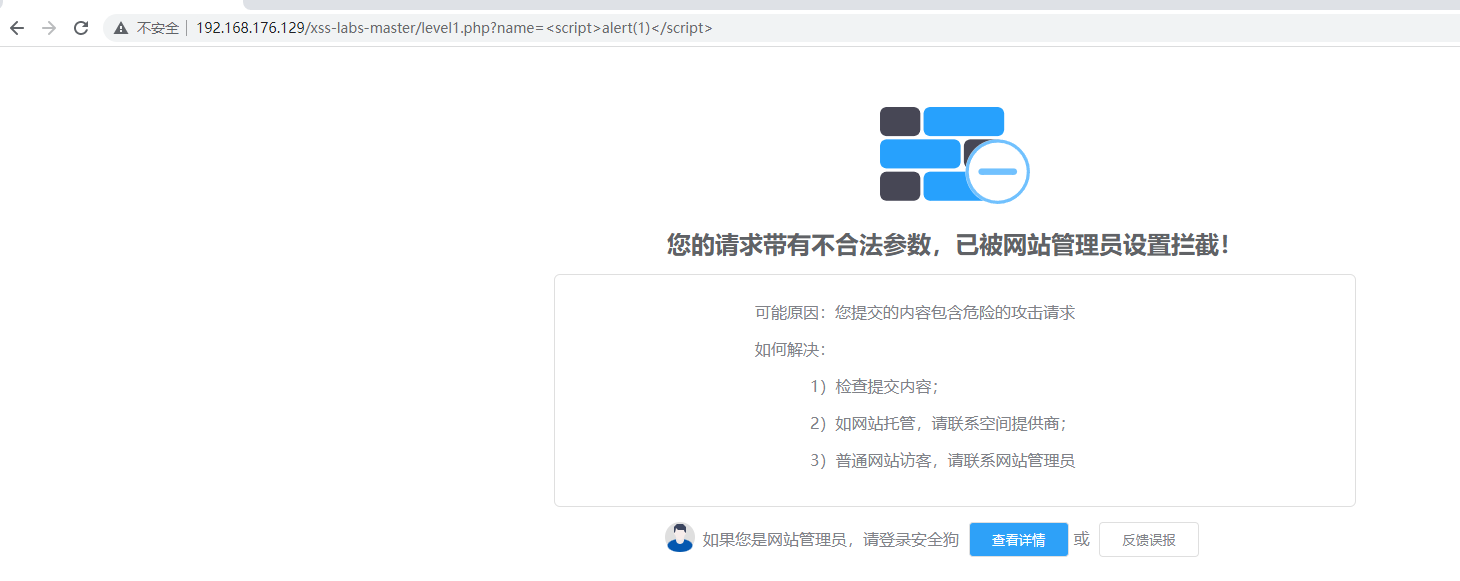 不安全 192.168.176.129/xss-labs-master/level1.php?name=<script>alert(1)</script>
您的请求带有不合法参数，已被网站管理员设置拦截！
可能原因：您提交的内容包含危险的攻击请求
如何解决：
1）检查提交内容；
2）如网站托管，请联系空间提供商；
3）普通网站访客，请联系网站管理员
如果您是网站管理员，请登录安全狗 查看详情 或 反馈误报